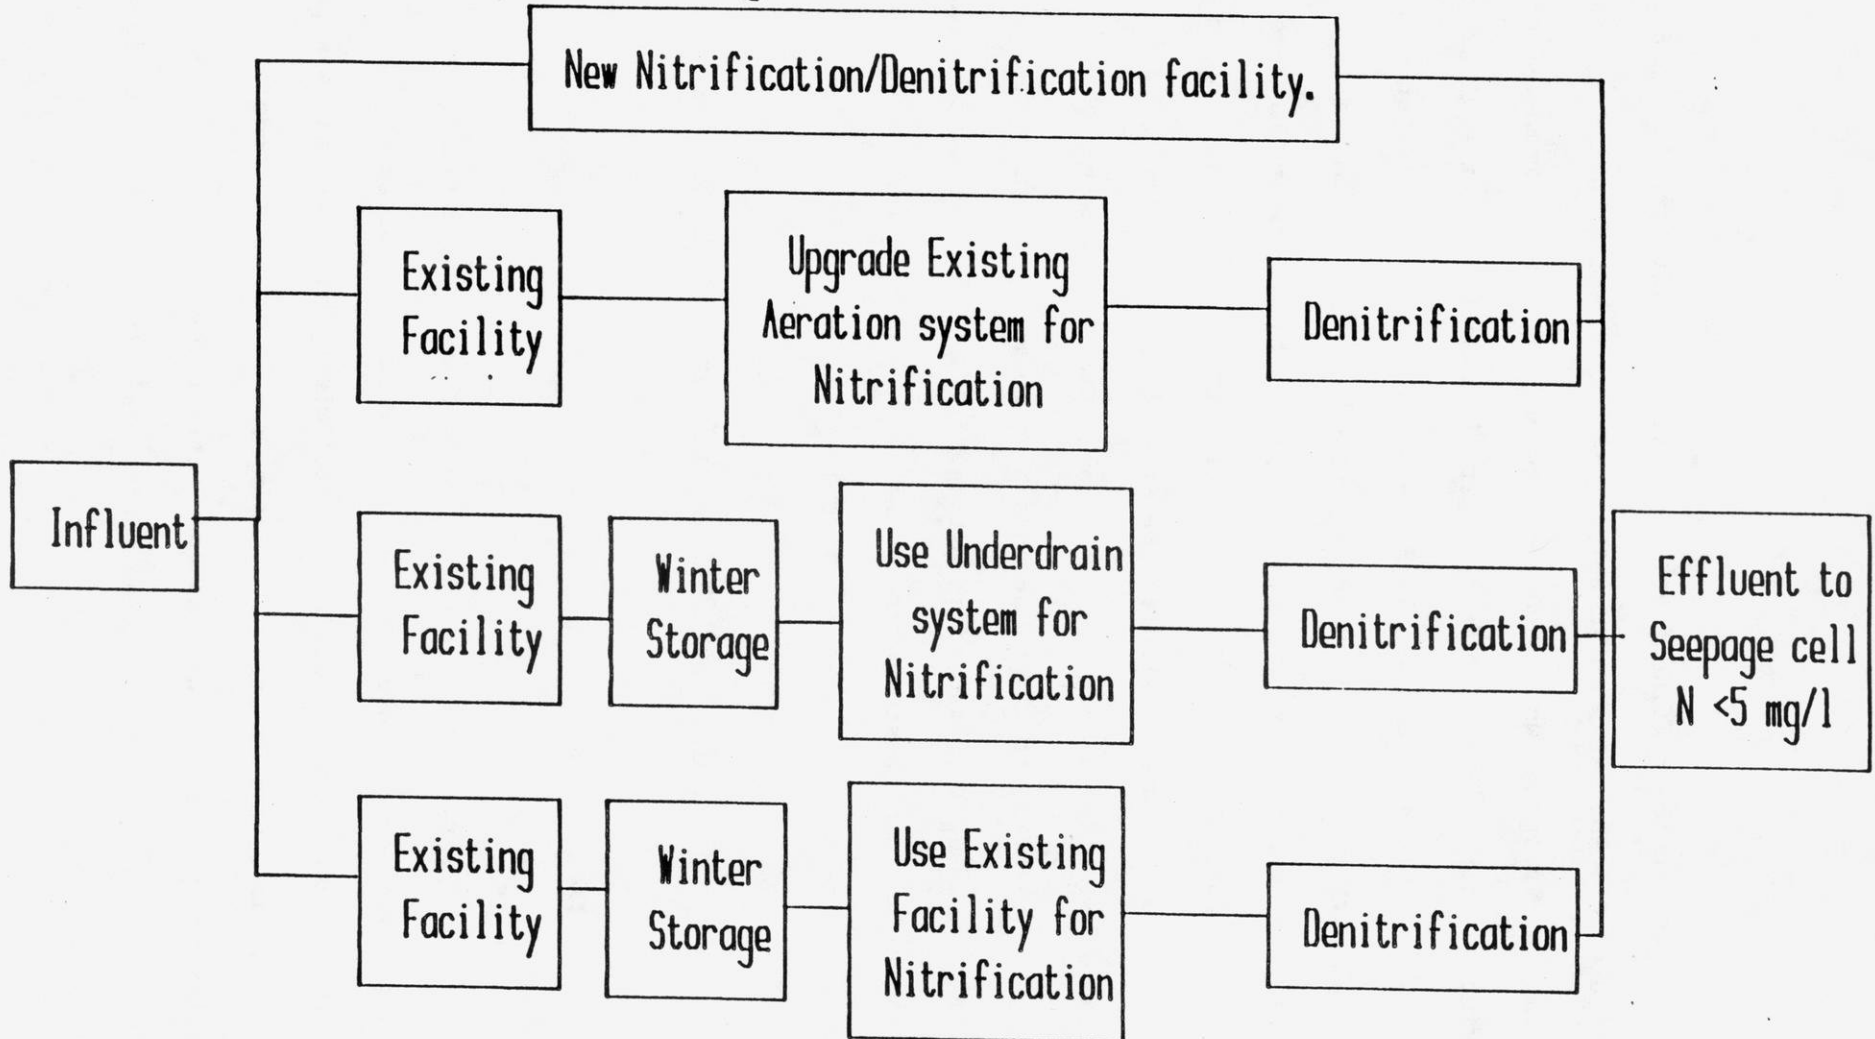 New Nitrification/Denitrification facility.
Existing
Facility
Upgrade Existing
Aeration system for
Nitrification
Denitrification
Influent
Existing
Facility
Winter
Storage
Use Underdrain
system for
Nitrification
Denitrification
Effluent to
Seepage cell
N <5 mg/l
Existing
Facility
Winter
Storage
Use Existing
Facility for
Nitrification
Denitrification